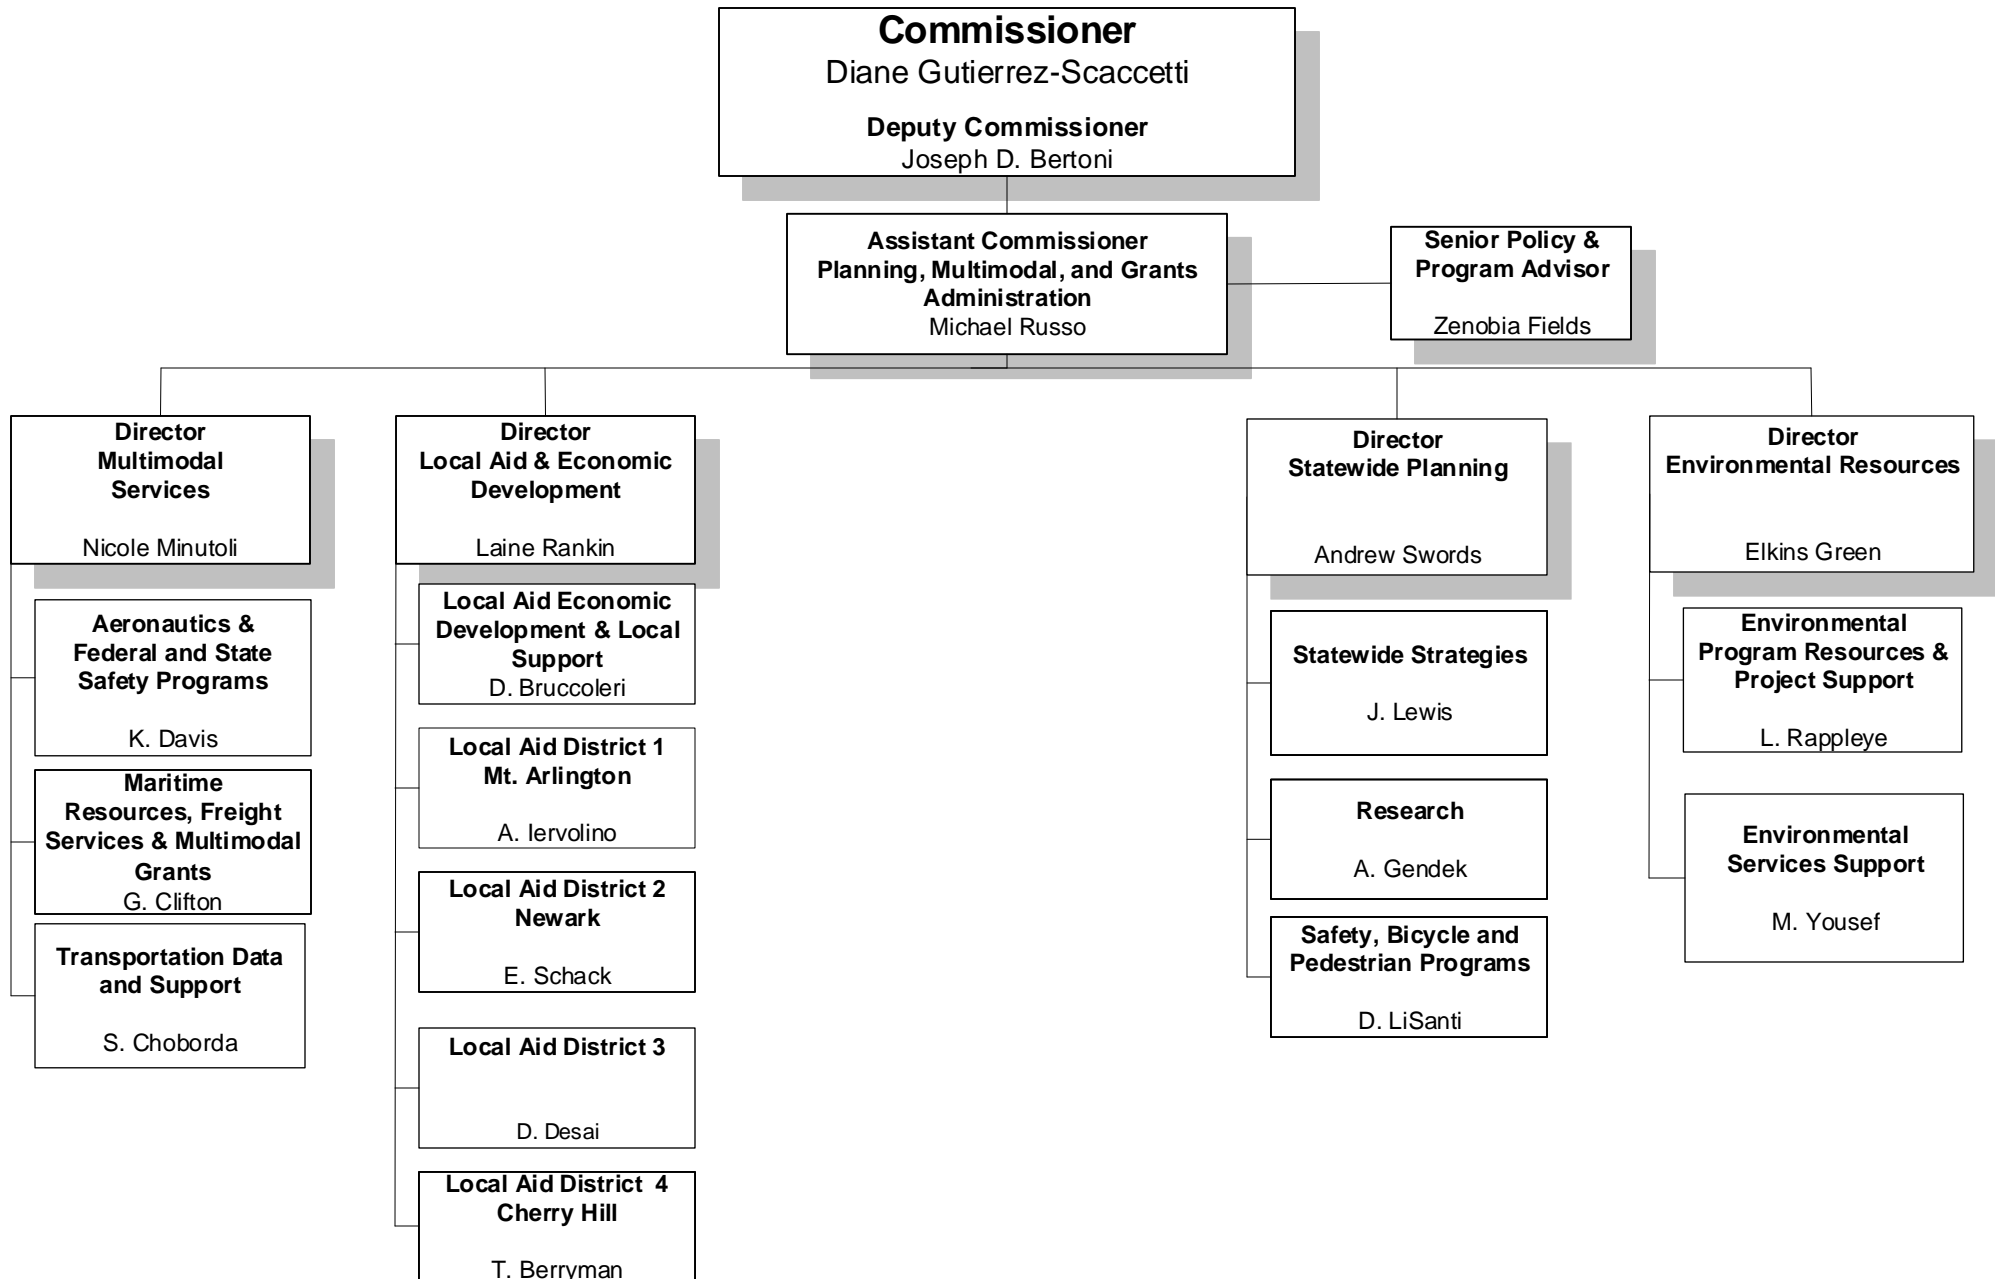 Commissioner
Diane Gutierrez-Scaccetti
Deputy Commissioner
Joseph D. Bertoni
Assistant Commissioner
Planning, Multimodal, and Grants
Administration
Michael Russo
Senior Policy &
Program Advisor
Zenobia Fields
Director
Multimodal
Services
Nicole Minutoli
Aeronautics &
Federal and State
Safety Programs
K. Davis
Maritime
Resources, Freight
Services & Multimodal
Grants
G. Clifton
Transportation Data
and Support
S. Choborda
Director
Local Aid & Economic
Development
Laine Rankin
Local Aid Economic
Development & Local
Support
D. Bruccoleri
Local Aid District 1
Mt. Arlington
A. Iervolino
Local Aid District 2
Newark
E. Schack
Local Aid District 3
D. Desai
Local Aid District  4
Cherry Hill
T. Berryman
Director
Statewide Planning
Andrew Swords
Statewide Strategies
J. Lewis
Research
A. Gendek
Safety, Bicycle and
Pedestrian Programs
D. LiSanti
Director
Environmental Resources
Elkins Green
Environmental
Program Resources &
Project Support
L. Rappleye
Environmental
Services Support
M. Yousef